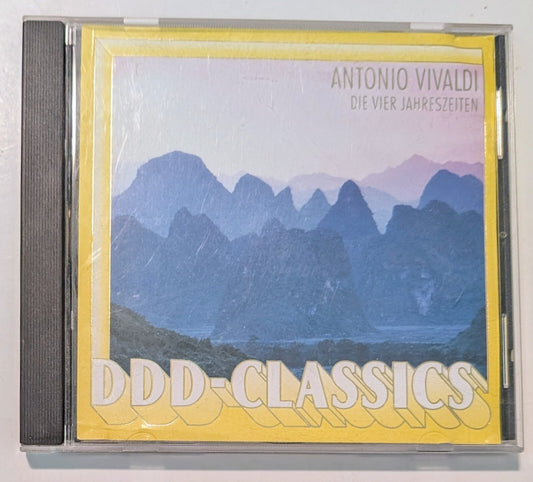 ANTONIO VIVALDI
DIE VIER JAHRESZEITEN
DDD-CLASSICS